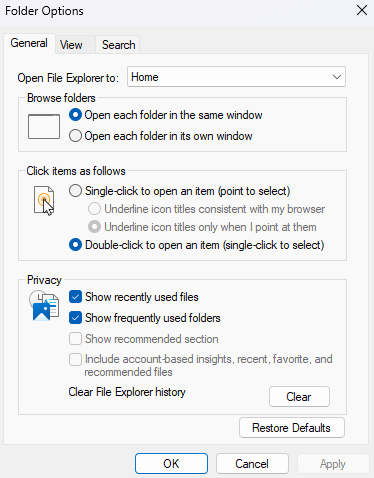 Folder Options
General View Search
Open File Explorer to: Home
Browse folders
Open each folder in the same window
Open each folder in its own window
Click items as follows
Single-click to open an item (point to select)
Underline icon titles consistent with my browser
Underline icon titles only when I point at them
Double-click to open an item (single-click to select)
Privacy
Show recently used files
Show frequently used folders
Show recommended section
Include account-based insights, recent, favorite, and
recommended files
Clear File Explorer history
Clear
Restore Defaults
OK Cancel Apply